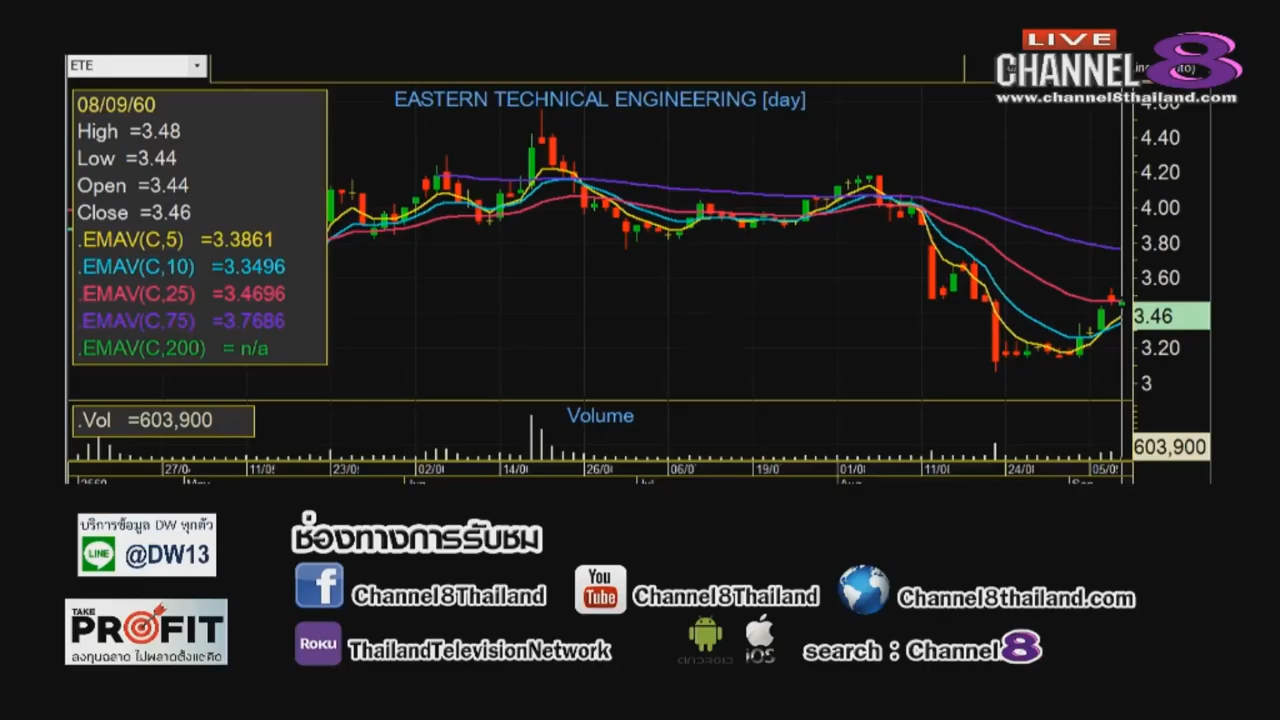 ETE
LIVE
CHANNEL 8
www.channel8thailand.com
EASTERN TECHNICAL ENGINEERING [day]
08/09/60
High =3.48
Low =3.44
Open =3.44
Close =3.46
.EMAV(C,5) =3.3861
.EMAV(C,10) =3.3496
.EMAV(C,25) =3.4696
.EMAV(C,75) =3.7686
.EMAV(C,200) = n/a
4.40
4.20
4.00
3.80
3.60
3.46
3.20
3
.Vol =603,900
Volume
603,900
27/0 11/0 23/0 02/0 14/0 26/0 06/0 19/0 01/0 11/0 24/0 05/0
บริการข้อมูล DW ทุกตัว
LINE @DW13
ช่องทางการรับชม
f Channel8Thailand
You Tube Channel8Thailand
Channel8thailand.com
TAKE PROFIT
ลงทุนฉลาด ไม่พลาดตั้งแต่คิด
ROKU ThailandTelevisionNetwork
ANDROID iOS
search : Channel8